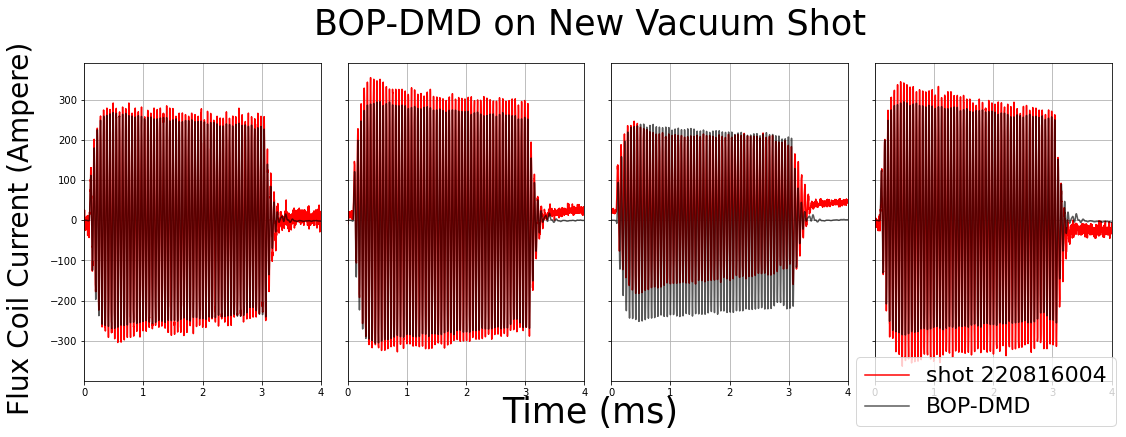 BOP-DMD on New Vacuum Shot
Flux Coil Current (Ampere)
300
200
100
0
−100
−200
−300
0 1 2 3 4
0 1 2 3 4
0 1 2 3 4
0 1 2 3 4
Time (ms)
shot 220816004
BOP-DMD